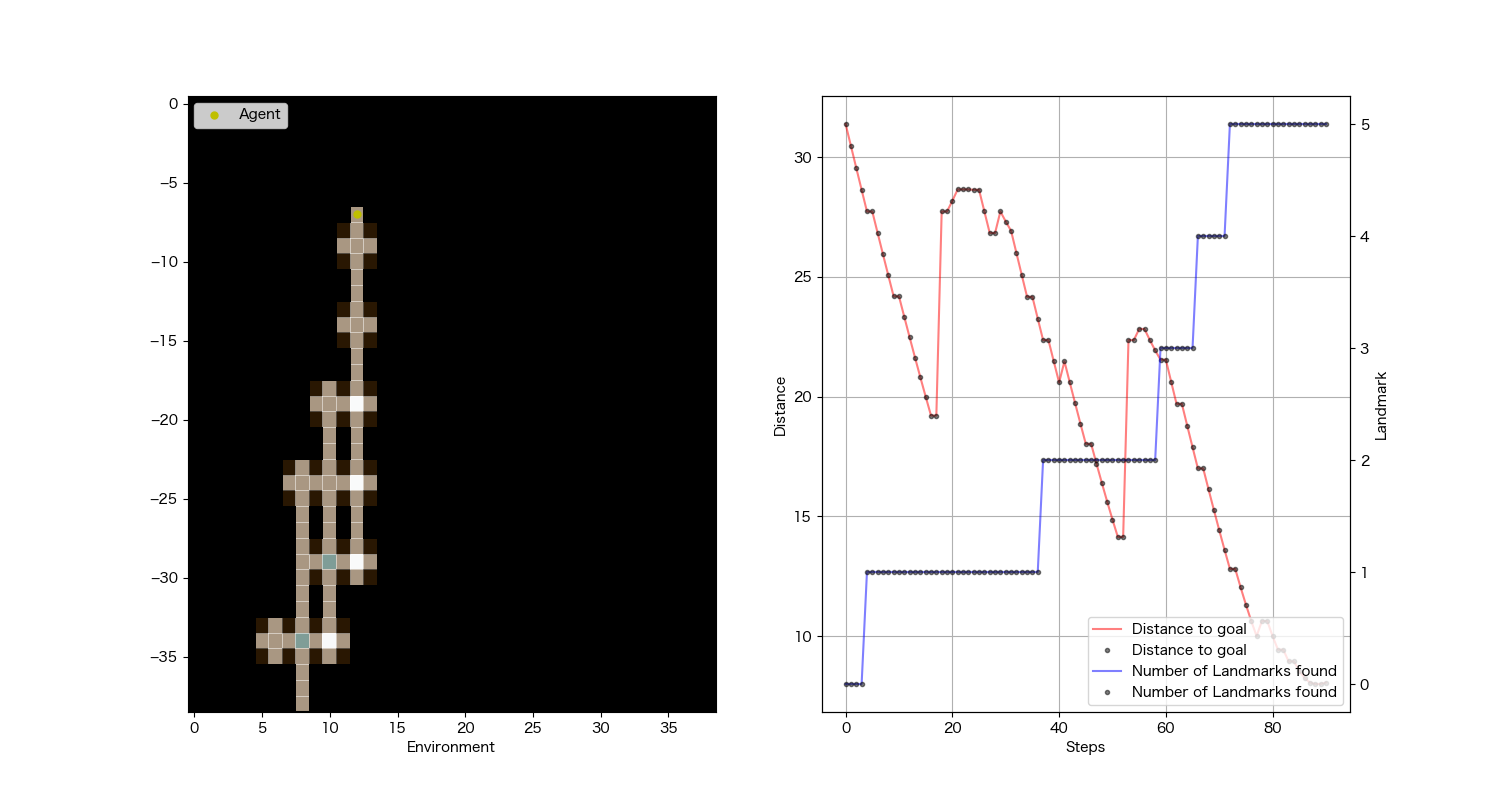 Agent
0
−5
−10
−15
−20
−25
−30
−35
0 5 10 15 20 25 30 35
Environment
Distance
30
25
20
15
10
0 20 40 60 80
Steps
5
4
3
2
1
0
Landmark
Distance to goal
Distance to goal
Number of Landmarks found
Number of Landmarks found